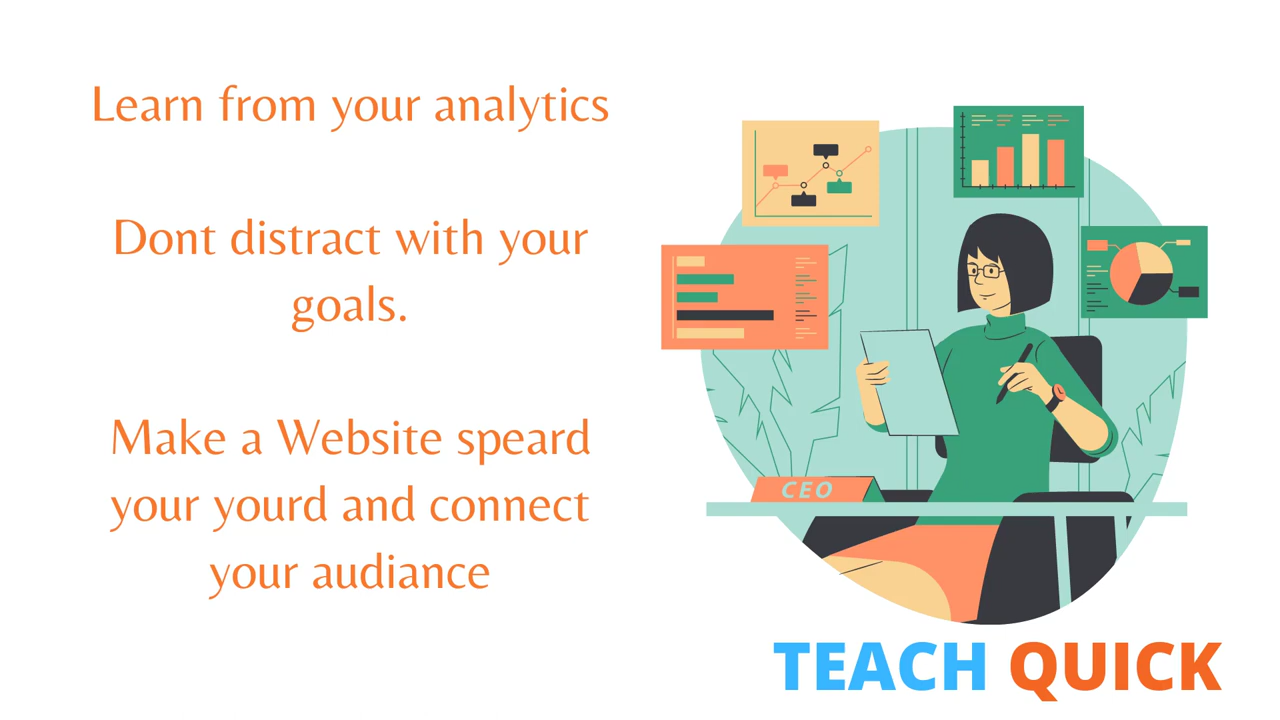 Learn from your analytics
Dont distract with your
goals.
Make a Website speard
your yourd and connect
your audiance
CEO
TEACH QUICK